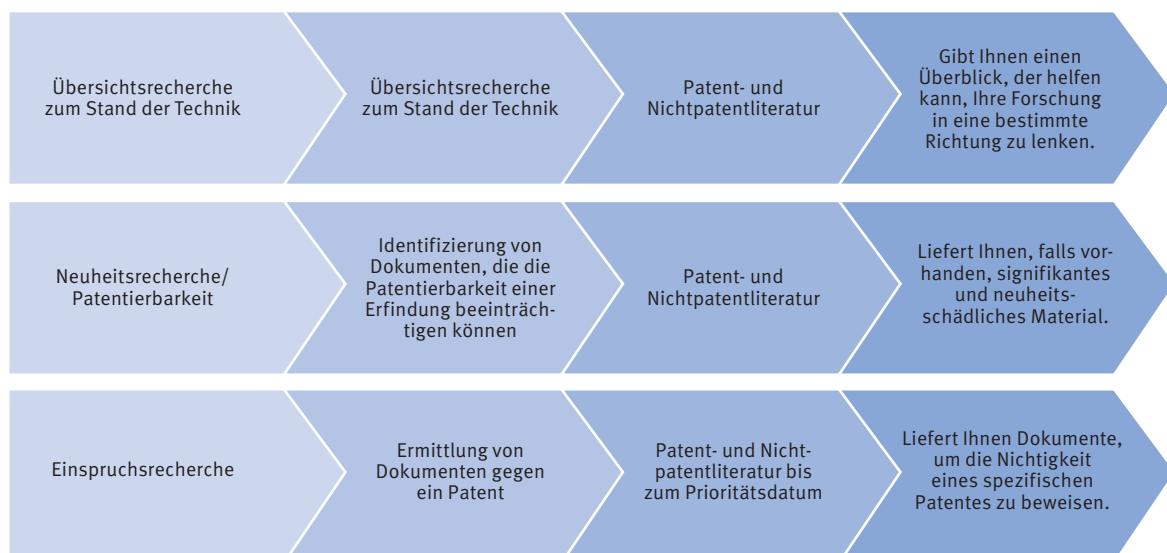 Übersichtsrecherche
zum Stand der Technik
Übersichtsrecherche
zum Stand der Technik
Patent- und
Nichtpatentliteratur
Gibt Ihnen einen
Überblick, der helfen
kann, Ihre Forschung
in eine bestimmte
Richtung zu lenken.
Neuheitsrecherche/
Patentierbarkeit
Identifizierung von
Dokumenten, die die
Patentierbarkeit einer
Erfindung beeinträch-
tigen können
Patent- und
Nichtpatentliteratur
Liefert Ihnen, falls vor-
handen, signifikantes
und neuheits-
schädliches Material.
Einspruchsrecherche
Ermittlung von
Dokumenten gegen
ein Patent
Patent- und Nicht-
patentliteratur bis
zum Prioritätsdatum
Liefert Ihnen Dokumente,
um die Nichtigkeit
eines spezifischen
Patentes zu beweisen.